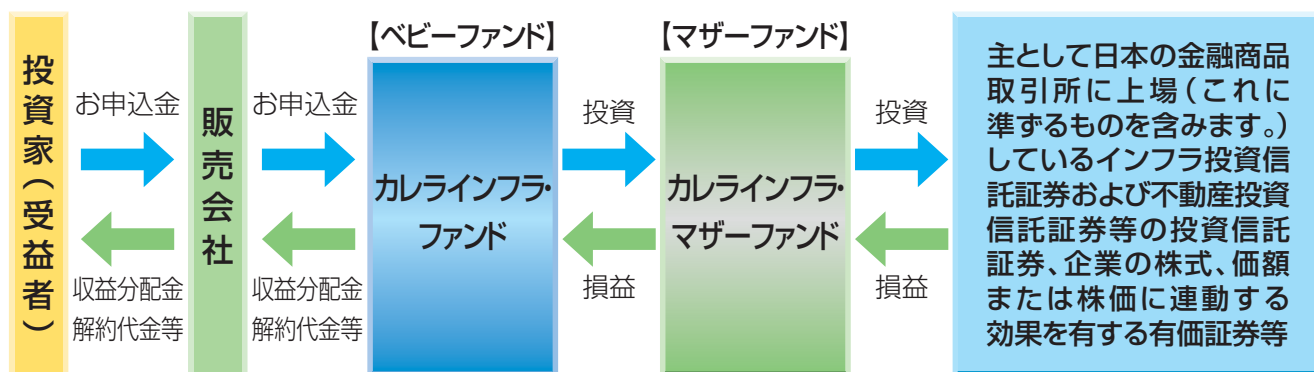 投資家(受益者)
お申込金
収益分配金
解約代金等
販売会社
お申込金
収益分配金
解約代金等
【ベビーファンド】
カレラインフラ・
ファンド
投資
損益
【マザーファンド】
カレラインフラ・
マザーファンド
投資
損益
主として日本の金融商品
取引所に上場(これに
準ずるものを含みます。)
しているインフラ投資信
託証券および不動産投資
信託証券等の投資信託
証券、企業の株式、価額
または株価に連動する
効果を有する有価証券等